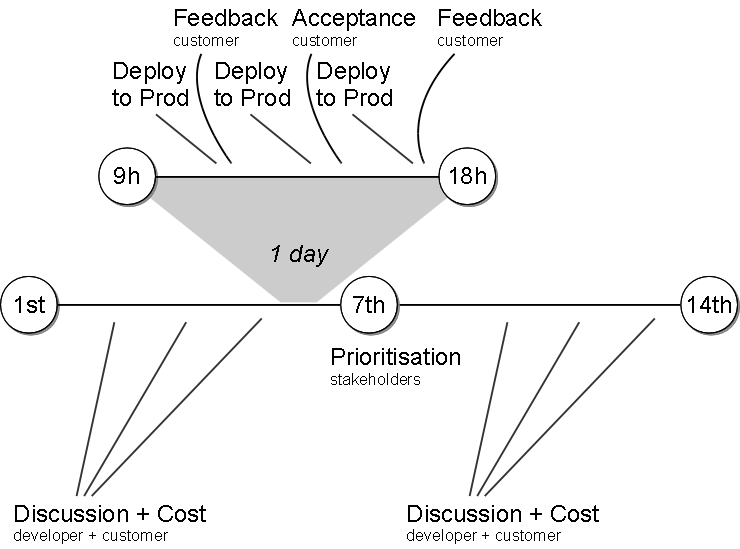 Feedback Acceptance Feedback
customer customer customer
Deploy Deploy Deploy
to Prod to Prod to Prod
9h 18h
1 day
1st 7th 14th
Prioritisation
stakeholders
Discussion + Cost Discussion + Cost
developer + customer developer + customer